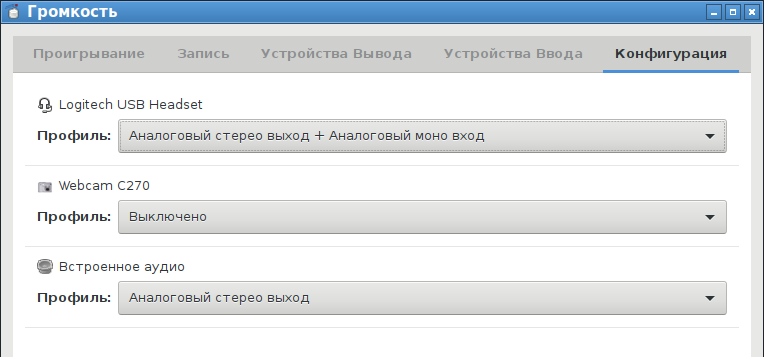 Громкость
Проигрывание Запись Устройства Вывода Устройства Ввода Конфигурация
Logitech USB Headset
Профиль: Аналоговый стерео выход + Аналоговый моно вход
Webcam C270
Профиль: Выключено
Встроенное аудио
Профиль: Аналоговый стерео выход